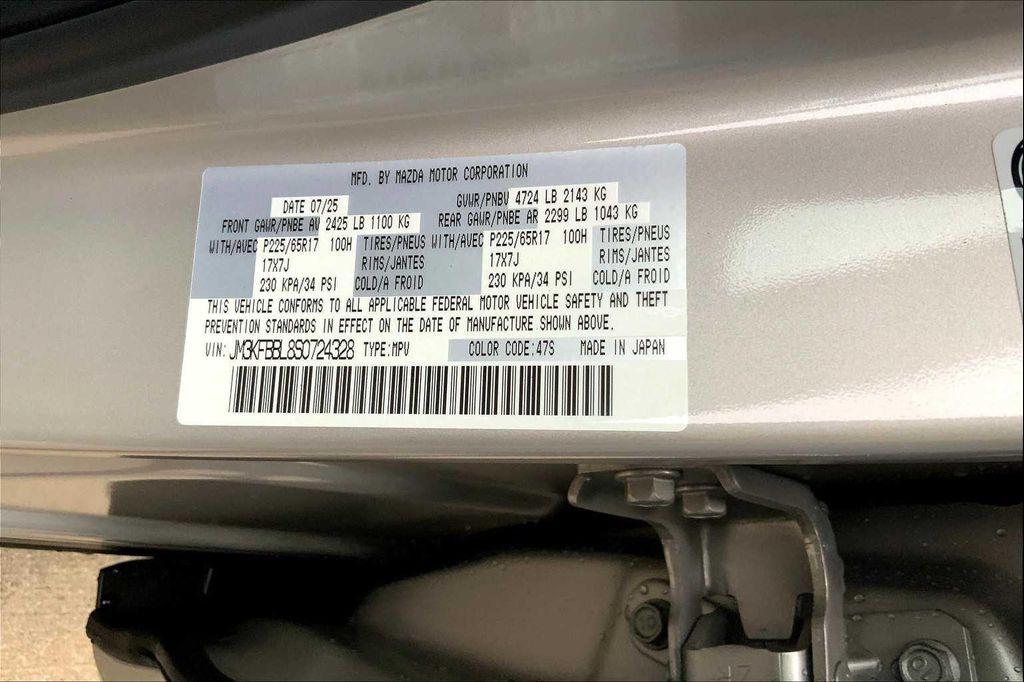 MFD. BY MAZDA MOTOR CORPORATION
DATE 07/25 GVWR/PNBV 4724 LB 2143 KG
FRONT GAWR/PNBE AV 2425 LB 1100 KG REAR GAWR/PNBE AR 2299 LB 1043 KG
WITH/AVEC P225/65R17 100H TIRES/PNEUS WITH/AVEC P225/65R17 100H TIRES/PNEUS
17X7J RIMS/JANTES 17X7J RIMS/JANTES
230 KPA/34 PSI COLD/A FROID 230 KPA/34 PSI COLD/A FROID
THIS VEHICLE CONFORMS TO ALL APPLICABLE FEDERAL MOTOR VEHICLE SAFETY AND THEFT
PREVENTION STANDARDS IN EFFECT ON THE DATE OF MANUFACTURE SHOWN ABOVE.
VIN: JM3KFBBL8S0724328 TYPE:MPV COLOR CODE:47S MADE IN JAPAN